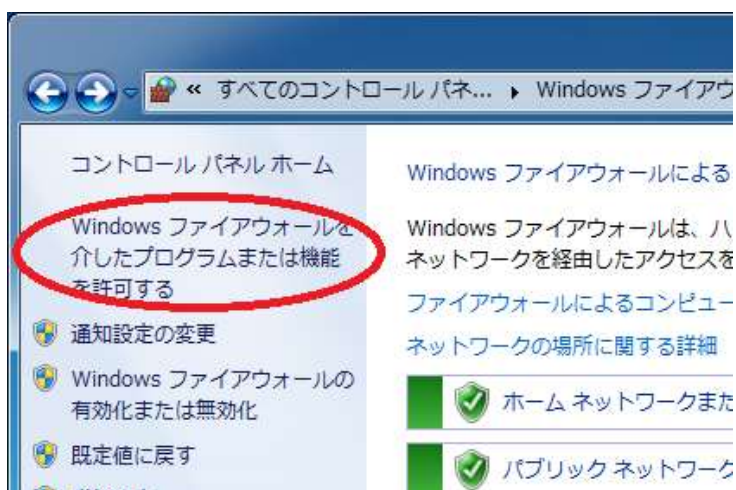 « すべてのコントロール パネ... ▸ Windows ファイアウ
コントロール パネル ホーム
Windows ファイアウォールを
介したプログラムまたは機能
を許可する
通知設定の変更
Windows ファイアウォールの
有効化または無効化
既定値に戻す
Windows ファイアウォールによる
Windows ファイアウォールは、ハ
ネットワークを経由したアクセスを
ファイアウォールによるコンピュー
ネットワークの場所に関する詳細
ホーム ネットワークまた
パブリック ネットワーク